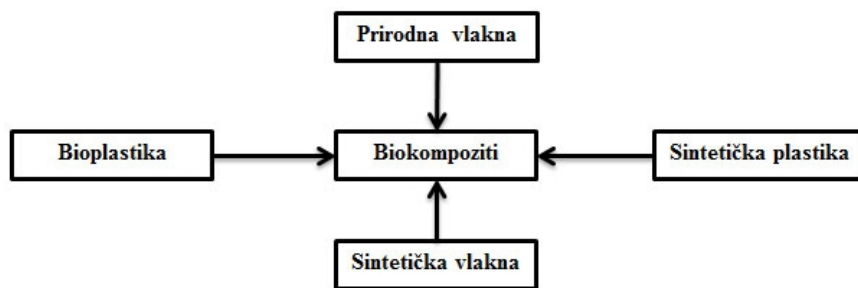 Prirodna vlakna
Bioplastika
Biokompoziti
Sintetička plastika
Sintetička vlakna